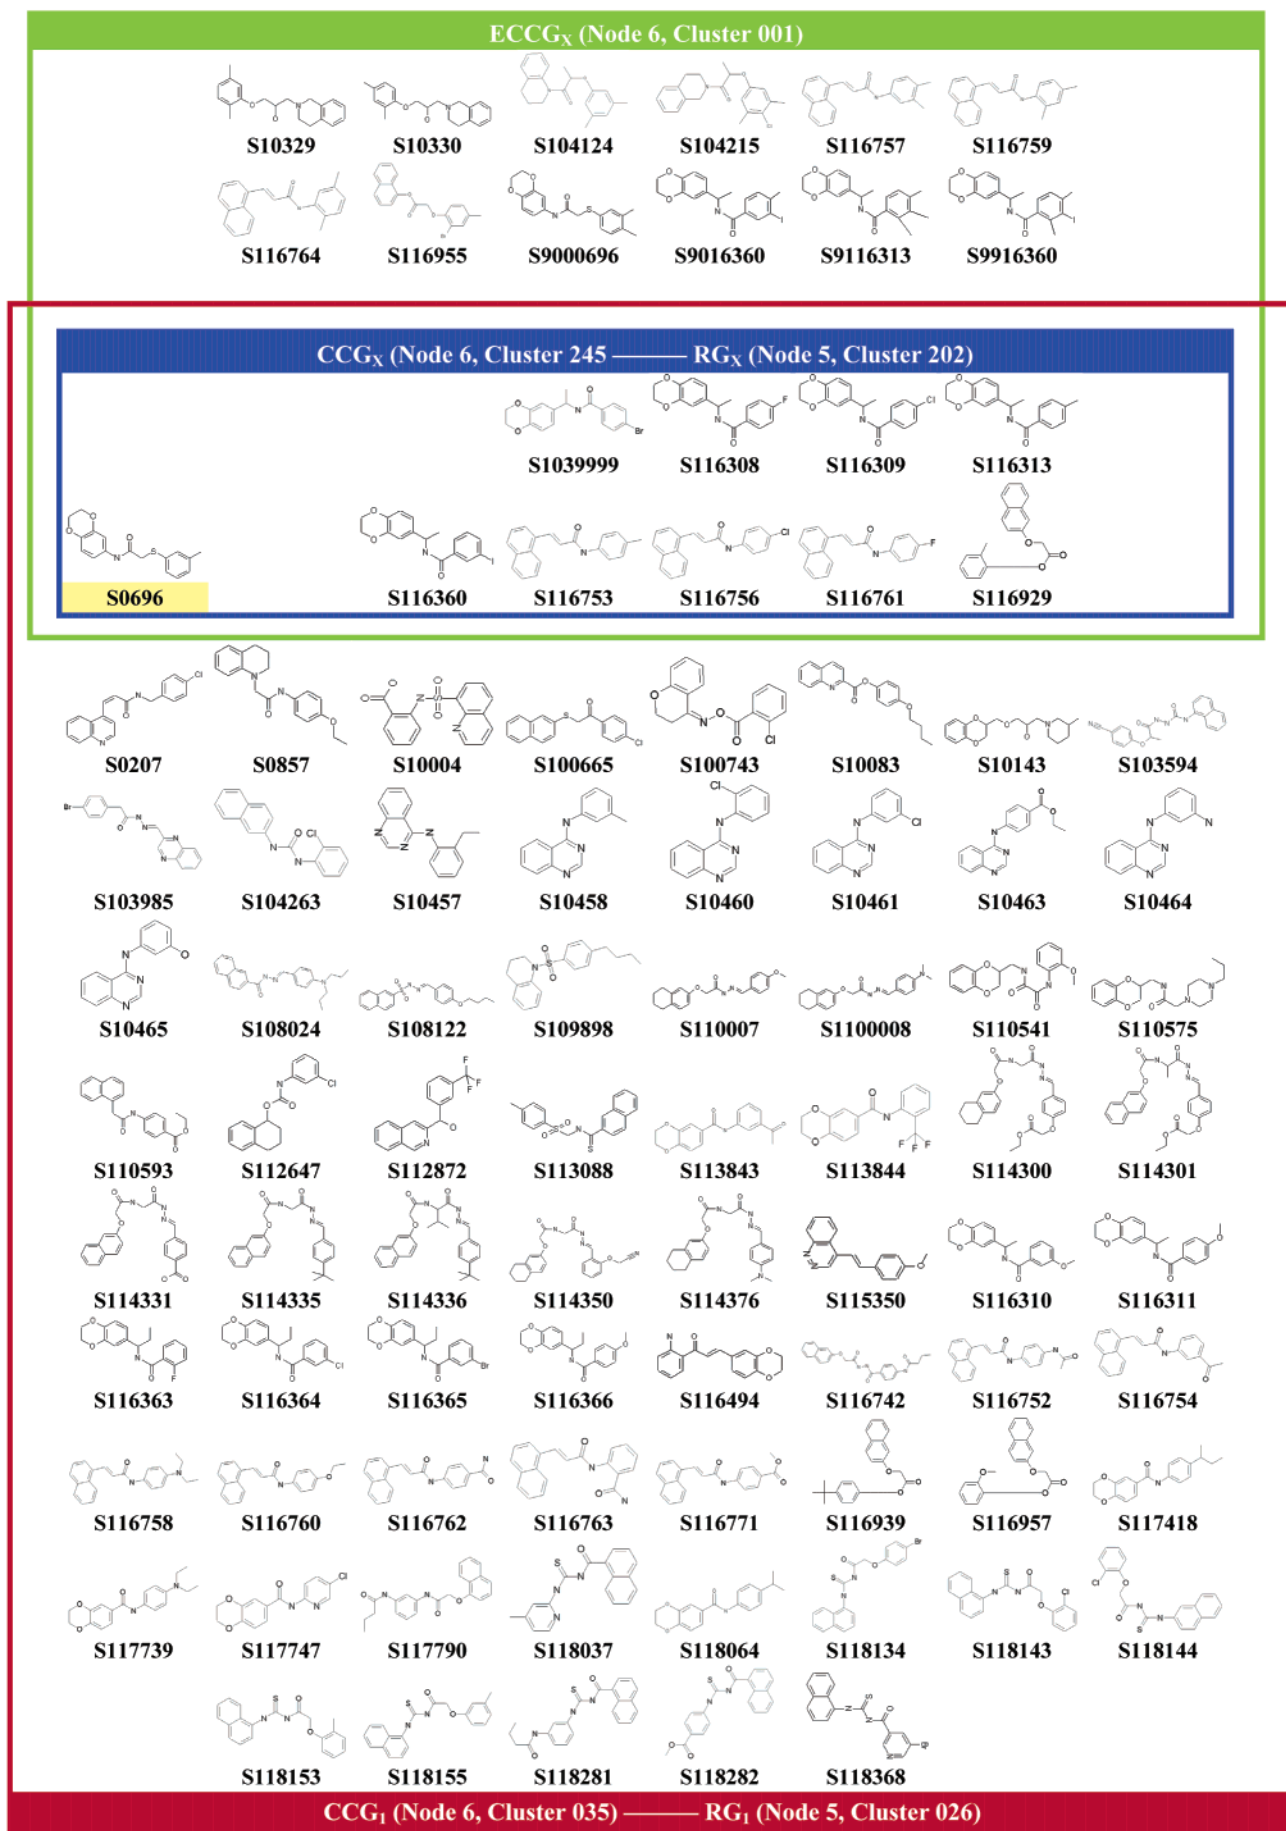 ECCGX (Node 6, Cluster 001)
S10329 S10330 S104124 S104215 S116757 S116759
S116764 S116955 S9000696 S9016360 S9116313 S9916360
CCGX (Node 6, Cluster 245 ——— RGX (Node 5, Cluster 202)
S1039999 S116308 S116309 S116313
S0696 S116360 S116753 S116756 S116761 S116929
S0207 S0857 S10004 S100665 S100743 S10083 S10143 S103594
S103985 S104263 S10457 S10458 S10460 S10461 S10463 S10464
S10465 S108024 S108122 S109898 S110007 S1100008 S110541 S110575
S110593 S112647 S112872 S113088 S113843 S113844 S114300 S114301
S114331 S114335 S114336 S114350 S114376 S115350 S116310 S116311
S116363 S116364 S116365 S116366 S116494 S116742 S116752 S116754
S116758 S116760 S116762 S116763 S116771 S116939 S116957 S117418
S117739 S117747 S117790 S118037 S118064 S118134 S118143 S118144
S118153 S118155 S118281 S118282 S118368
CCG1 (Node 6, Cluster 035) ——— RG1 (Node 5, Cluster 026)